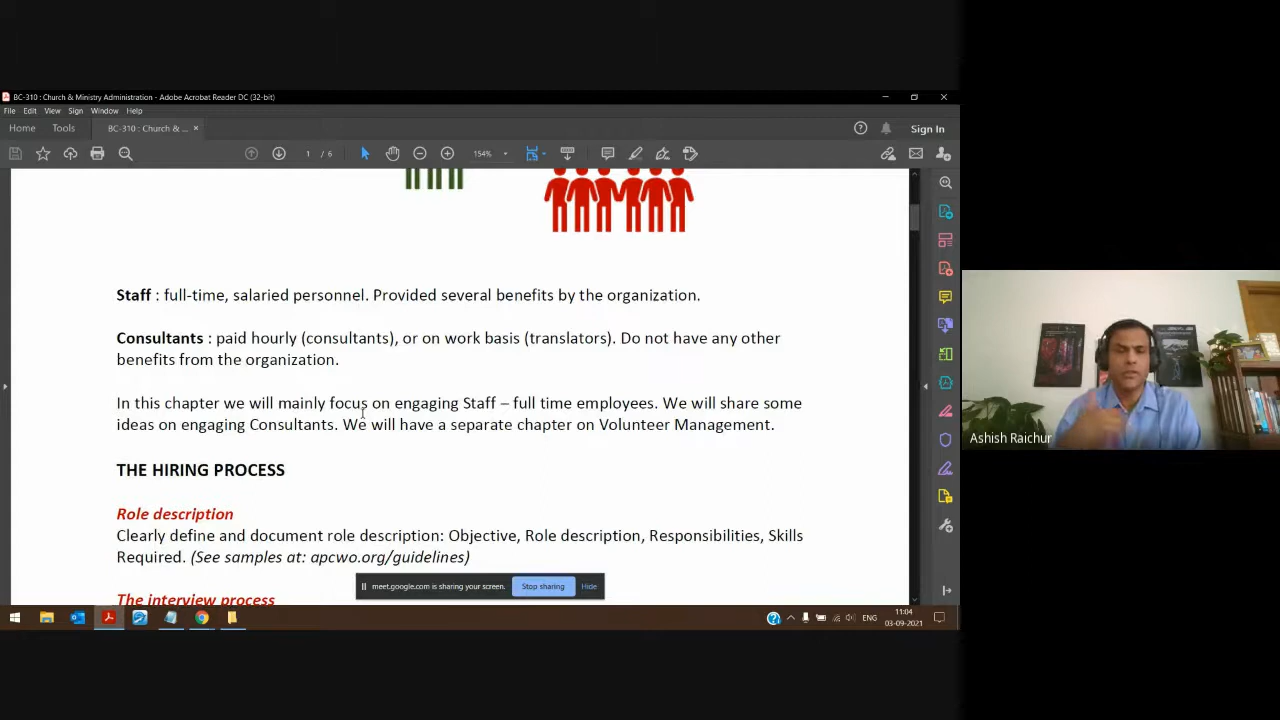 BC-310 : Church & Ministry Administration - Adobe Acrobat Reader DC (32-bit)
File Edit View Sign Window Help
Home Tools BC-310 : Church & ... × Sign In
1 / 6 154%
Staff : full-time, salaried personnel. Provided several benefits by the organization.
Consultants : paid hourly (consultants), or on work basis (translators). Do not have any other
benefits from the organization.
In this chapter we will mainly focus on engaging Staff – full time employees. We will share some
ideas on engaging Consultants. We will have a separate chapter on Volunteer Management.
THE HIRING PROCESS
Role description
Clearly define and document role description: Objective, Role description, Responsibilities, Skills
Required. (See samples at: apcwo.org/guidelines)
The interview process
meet.google.com is sharing your screen. Stop sharing Hide
Ashish Raichur
ENG 11:04
03-09-2021